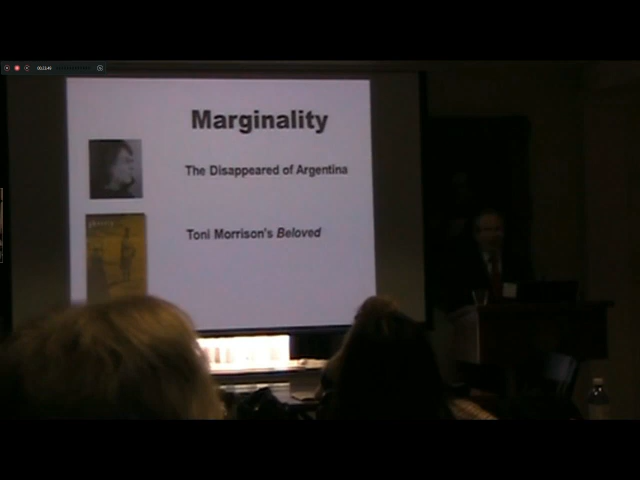 Marginality
The Disappeared of Argentina
Toni Morrison's Beloved